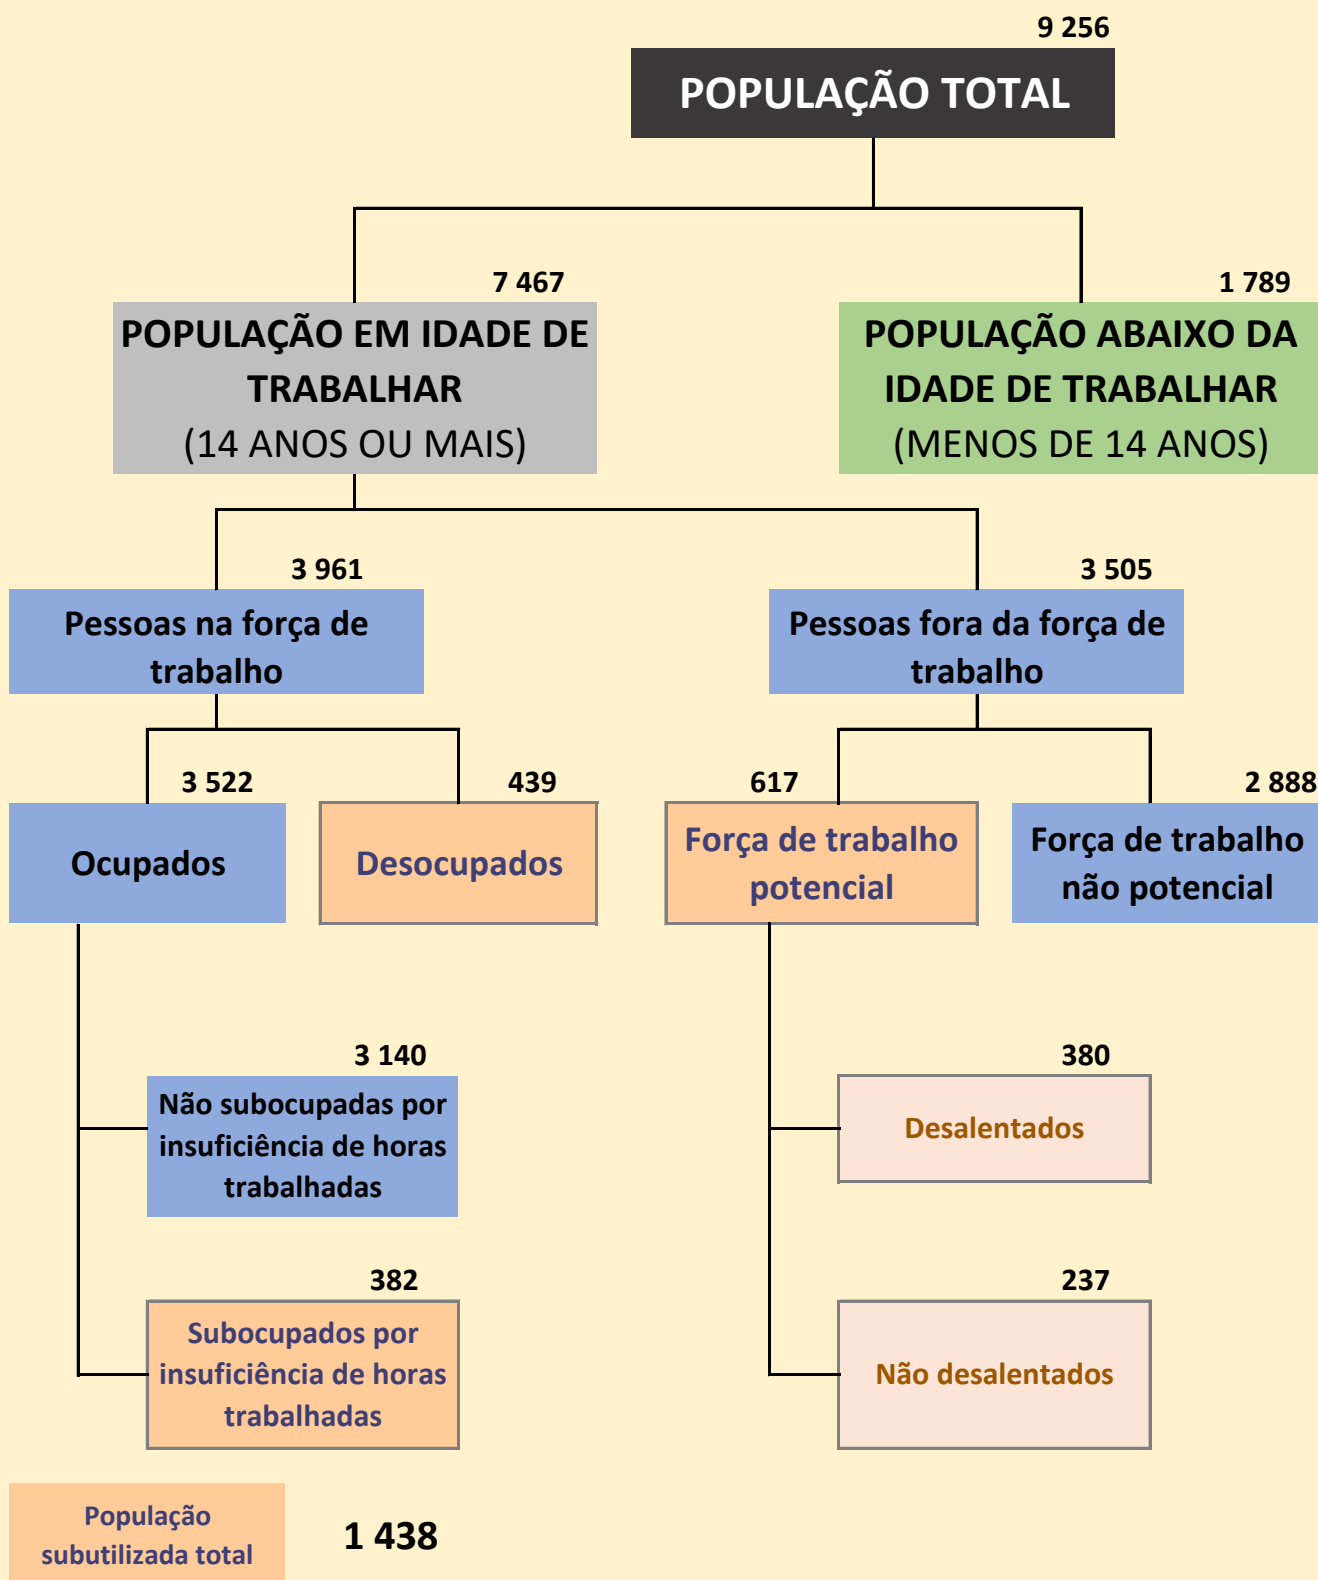 9 256
POPULAÇÃO TOTAL
7 467
POPULAÇÃO EM IDADE DE
TRABALHAR
(14 ANOS OU MAIS)
1 789
POPULAÇÃO ABAIXO DA
IDADE DE TRABALHAR
(MENOS DE 14 ANOS)
3 961
Pessoas na força de
trabalho
3 505
Pessoas fora da força de
trabalho
3 522
Ocupados
439
Desocupados
617
Força de trabalho
potencial
2 888
Força de trabalho
não potencial
3 140
Não subocupadas por
insuficiência de horas
trabalhadas
380
Desalentados
382
Subocupados por
insuficiência de horas
trabalhadas
237
Não desalentados
População
subutilizada total
1 438